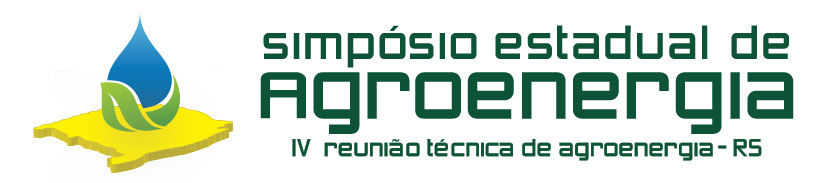 simpósio estadual de
Agroenergia
IV reunião técnica de agroenergia - RS